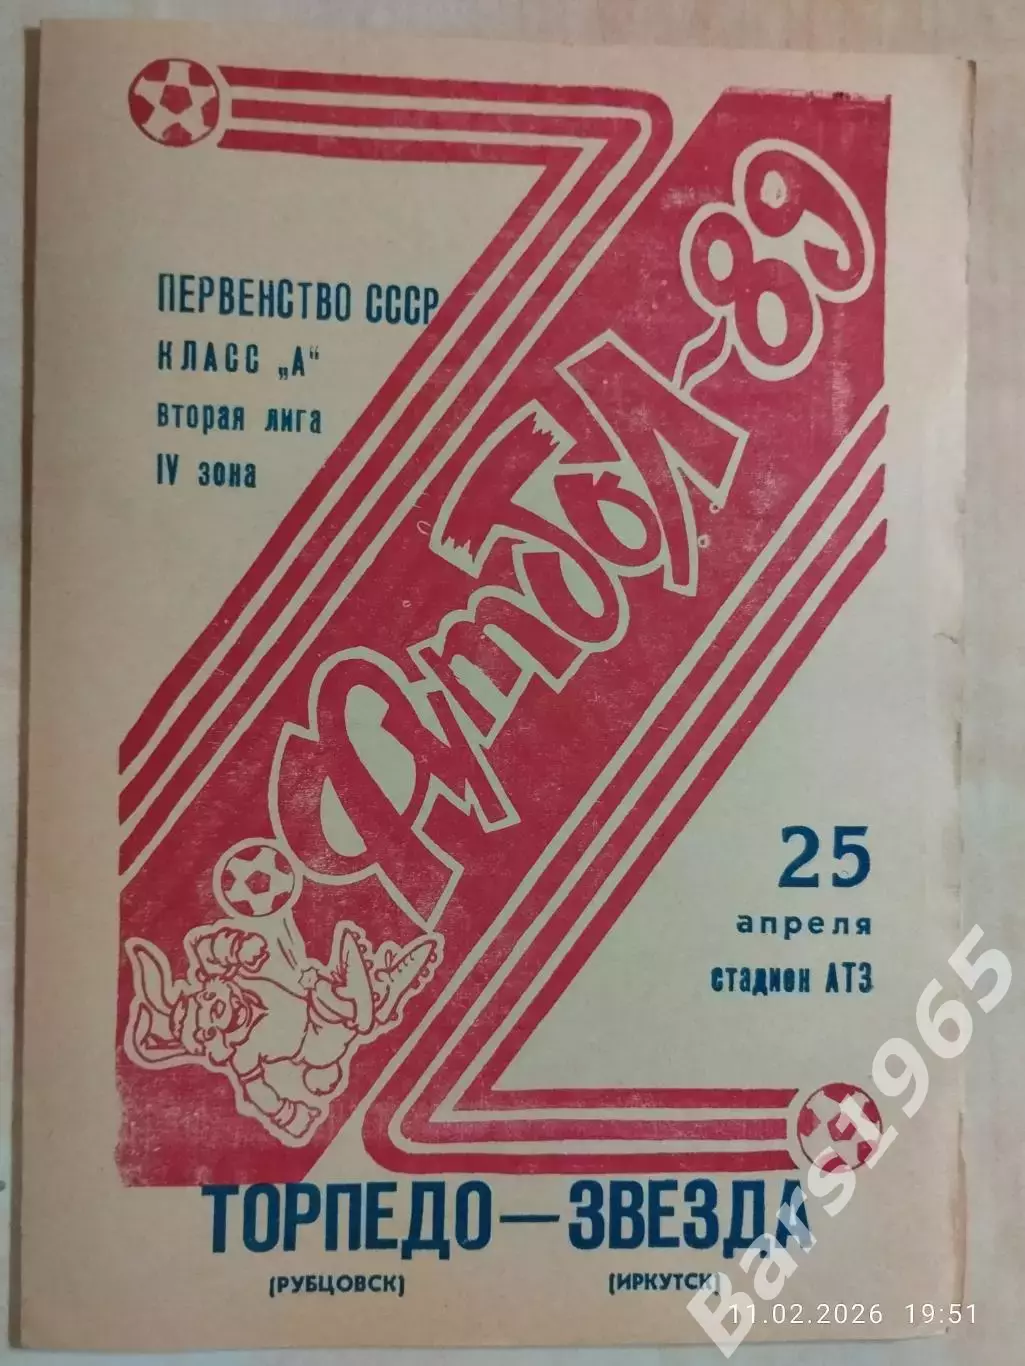 ПЕРВЕНСТВО СССР
КЛАСС „А“
вторая лига
IV зона
Футбол-89
25
апреля
стадион АТЗ
ТОРПЕДО—ЗВЕЗДА
(РУБЦОВСК) (ИРКУТСК)
Bars1965
11.02.2026 19:51